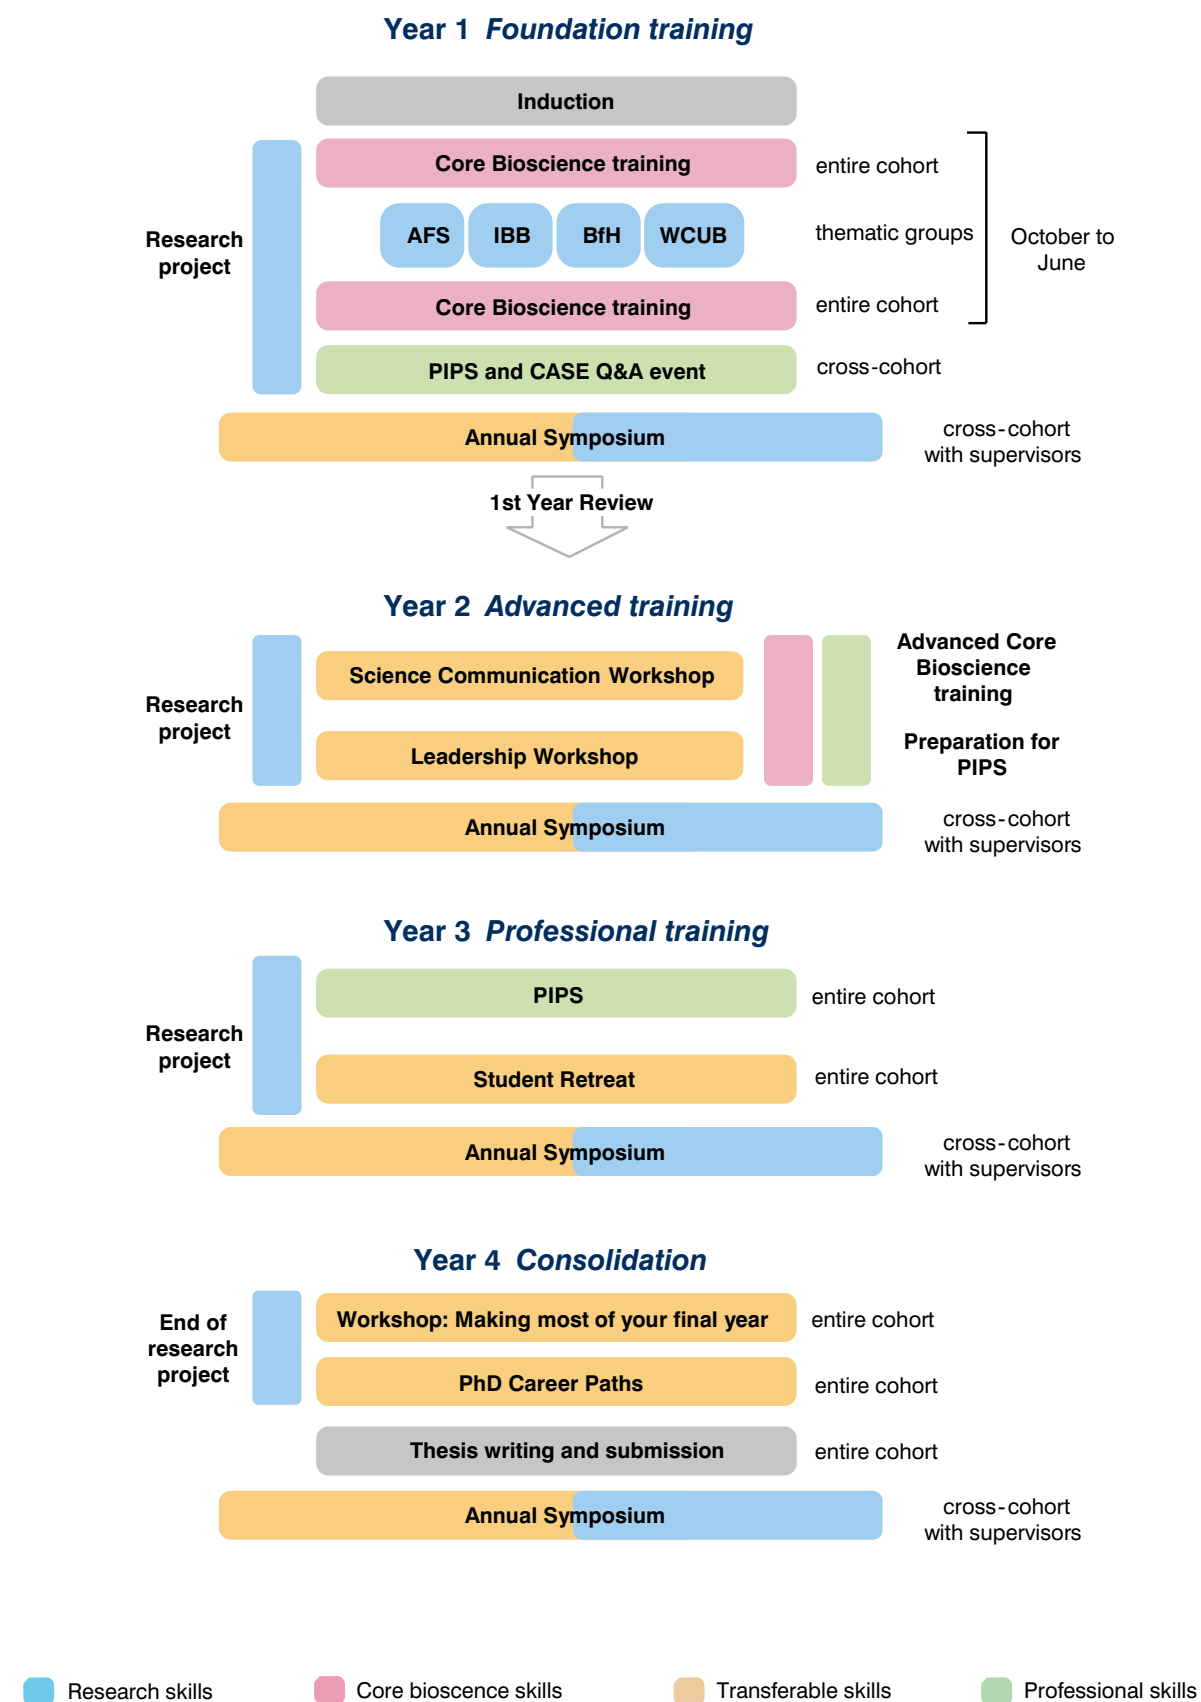 Year 1 Foundation training
Induction
Core Bioscience training
entire cohort
Research
project
AFS
IBB
BfH
WCUB
thematic groups
October to
June
Core Bioscience training
entire cohort
PIPS and CASE Q&A event
cross-cohort
Annual Symposium
cross-cohort
with supervisors
1st Year Review
Year 2 Advanced training
Research
project
Science Communication Workshop
Leadership Workshop
Advanced Core
Bioscience
training
Preparation for
PIPS
Annual Symposium
cross-cohort
with supervisors
Year 3 Professional training
Research
project
PIPS
entire cohort
Student Retreat
entire cohort
Annual Symposium
cross-cohort
with supervisors
Year 4 Consolidation
End of
research
project
Workshop: Making most of your final year
entire cohort
PhD Career Paths
entire cohort
Thesis writing and submission
entire cohort
Annual Symposium
cross-cohort
with supervisors
Research skills
Core bioscence skills
Transferable skills
Professional skills